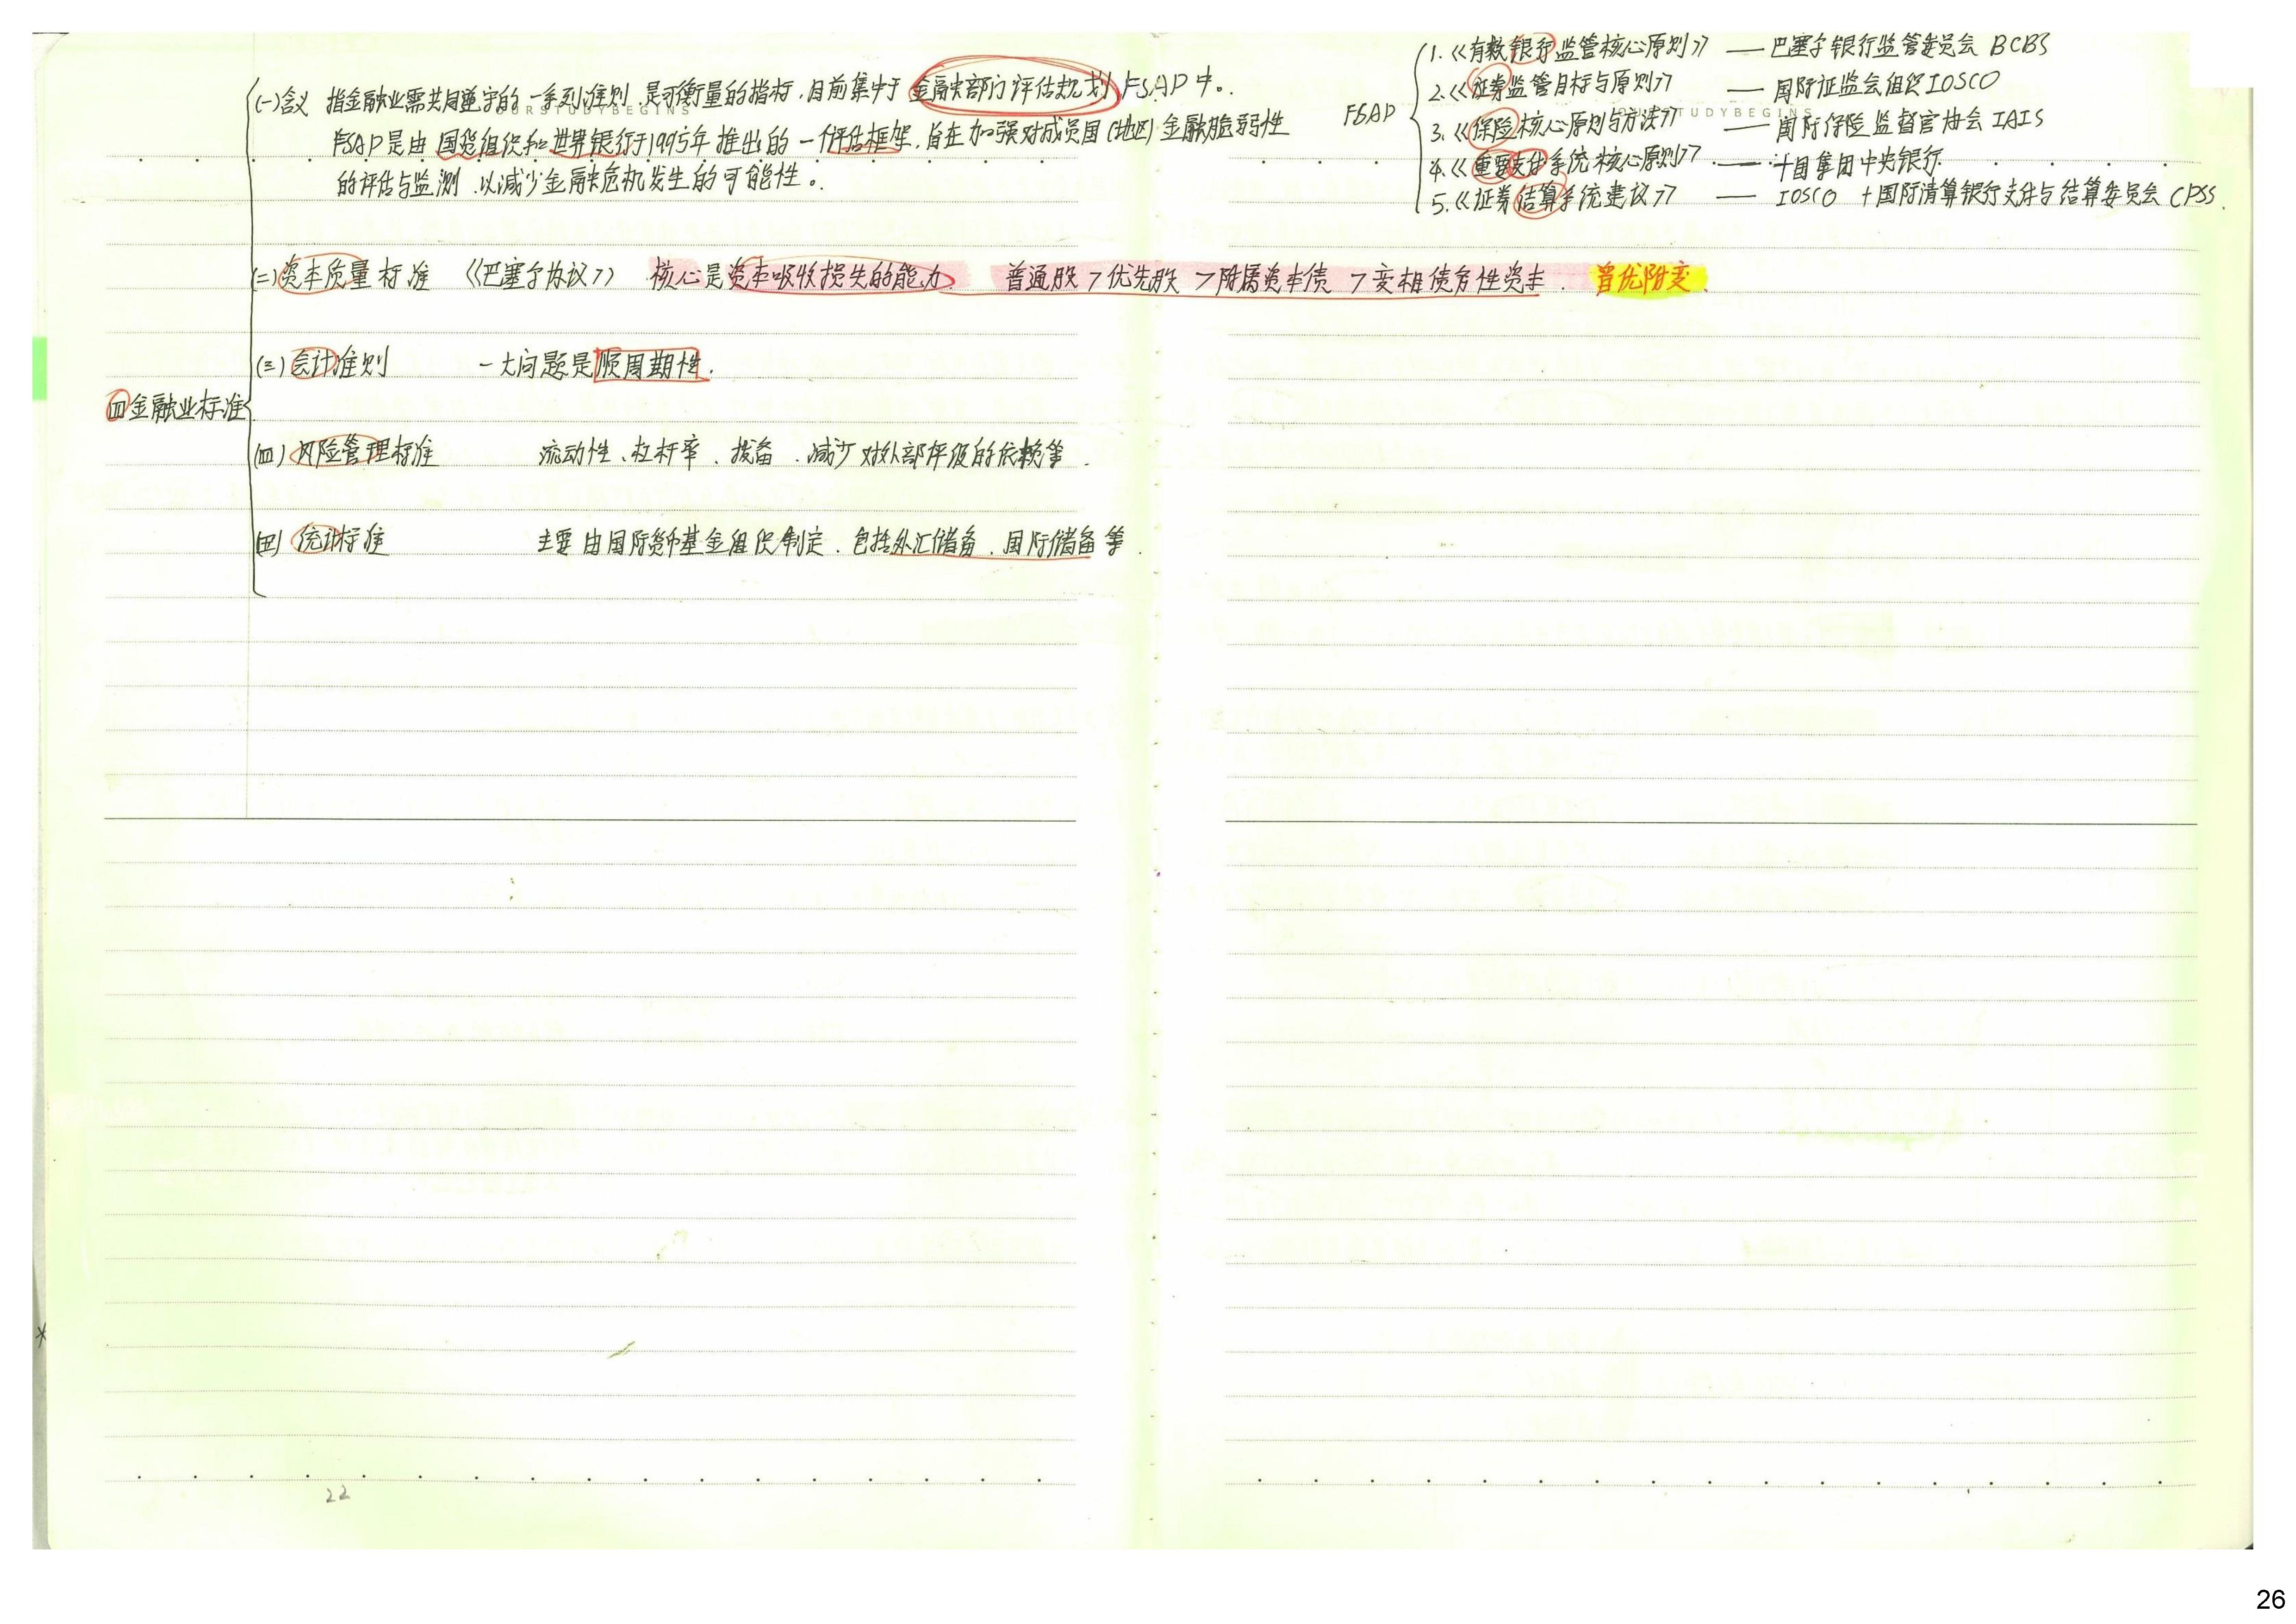 四 金融业标准
(一)含义 指金融业需共同遵守的一系列准则,是可衡量的指标,目前集中于金融部门评估规划FSAP中。
FSAP是由国货组织和世界银行于1995年推出的一个评估框架,旨在加强对成员国(地区)金融脆弱性
的评估与监测,以减少金融危机发生的可能性。
FSAP
1.《有效银行监管核心原则》 — 巴塞尔银行监管委员会 BCBS
2.《证券监管目标与原则》 — 国际证监会组织IOSCO
3.《保险核心原则与方法》 — 国际保险监督官协会 IAIS
4.《重要支付系统核心原则》 — 十国集团中央银行
5.《证券结算系统建议》 — IOSCO + 国际清算银行支付与结算委员会 CPSS.
OURSTUDYBEGINS
TUDYBEGINS
(二)资本质量标准 《巴塞尔协议》 核心是资本吸收损失的能力. 普通股>优先股>附属资本债>变相债务性资本. 普优附变.
(三)会计准则 一大问题是顺周期性.
(四)风险管理标准 流动性、杠杆率、拨备、减少对外部评级的依赖等.
(五)统计标准 主要由国际货币基金组织制定.包括外汇储备、国际储备等.
22
26